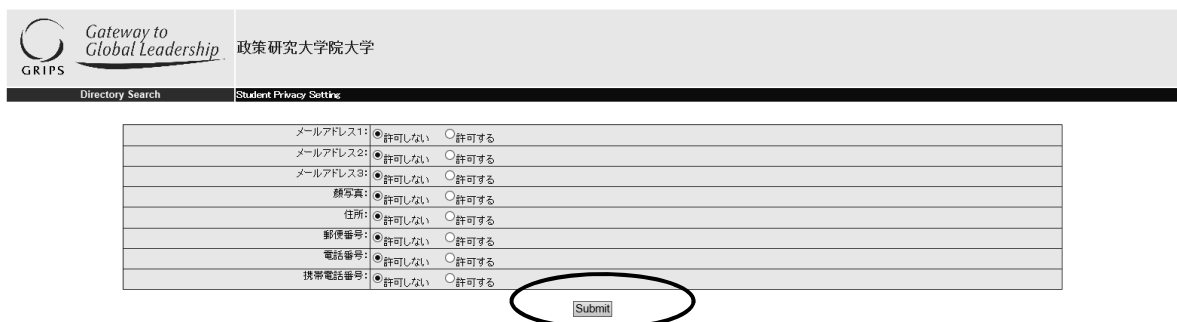 Gateway to
Global Leadership
GRIPS
政策研究大学院大学
Directory Search Student Privacy Setting
メールアドレス1: 許可しない 許可する
メールアドレス2: 許可しない 許可する
メールアドレス3: 許可しない 許可する
顔写真: 許可しない 許可する
住所: 許可しない 許可する
郵便番号: 許可しない 許可する
電話番号: 許可しない 許可する
携帯電話番号: 許可しない 許可する
Submit